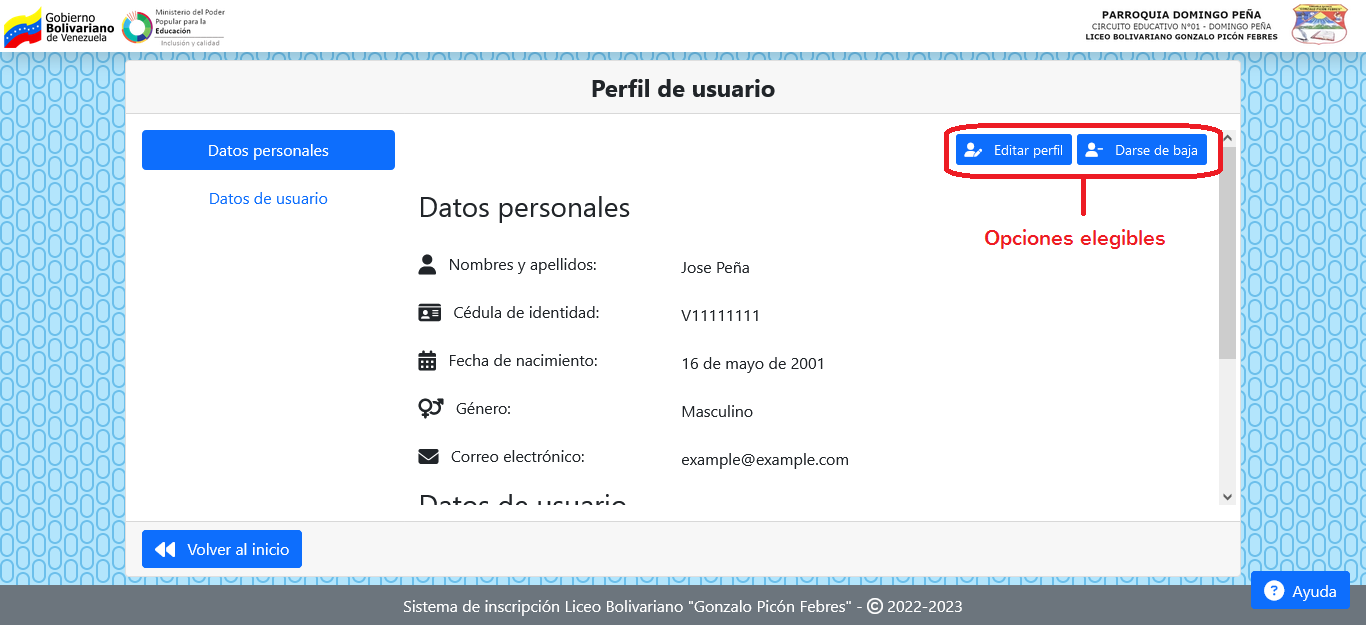 Gobierno
Bolivariano
de Venezuela
Ministerio del Poder
Popular para la
Educación
Inclusión y calidad
PARROQUIA DOMINGO PEÑA
CIRCUITO EDUCATIVO N°01 - DOMINGO PEÑA
LICEO BOLIVARIANO GONZALO PICÓN FEBRES
Perfil de usuario
Datos personales
Datos de usuario
Editar perfil
Darse de baja
Opciones elegibles
Datos personales
Nombres y apellidos: Jose Peña
Cédula de identidad: V11111111
Fecha de nacimiento: 16 de mayo de 2001
Género: Masculino
Correo electrónico: example@example.com
Datos de usuario
Volver al inicio
Ayuda
Sistema de inscripción Liceo Bolivariano "Gonzalo Picón Febres" - © 2022-2023